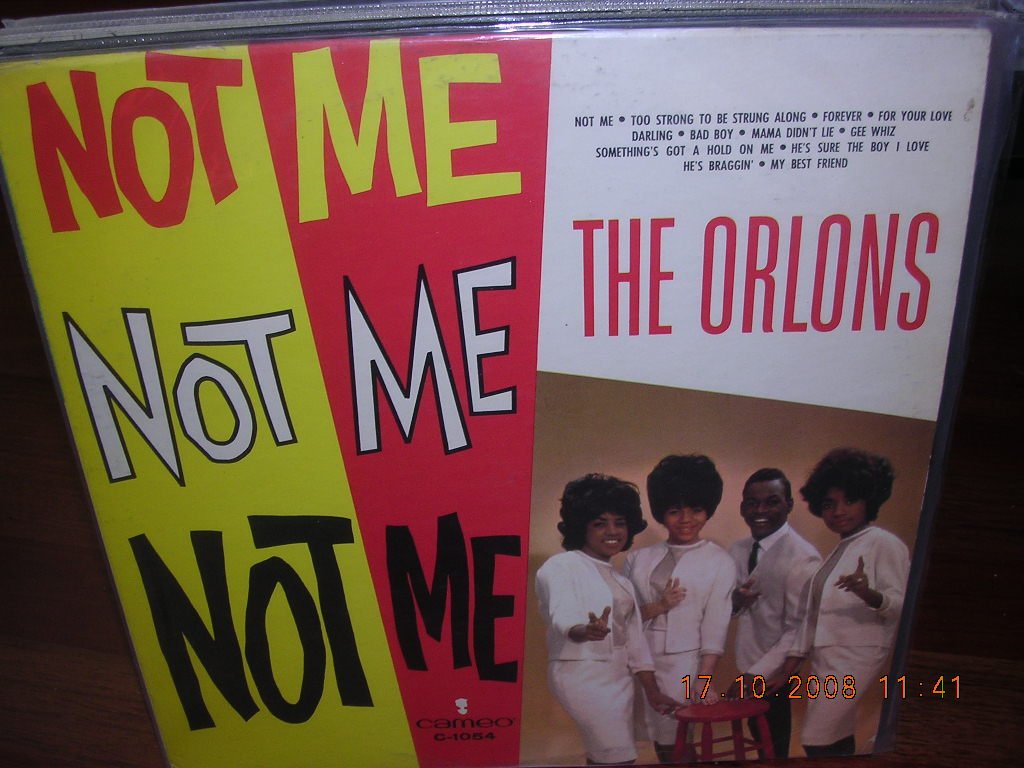 NOT ME
NOT ME
NOT ME
cameo
C-1054
NOT ME • TOO STRONG TO BE STRUNG ALONG • FOREVER • FOR YOUR LOVE
DARLING • BAD BOY • MAMA DIDN'T LIE • GEE WHIZ
SOMETHING'S GOT A HOLD ON ME • HE'S SURE THE BOY I LOVE
HE'S BRAGGIN' • MY BEST FRIEND
THE ORLONS
17.10.2008 11:41